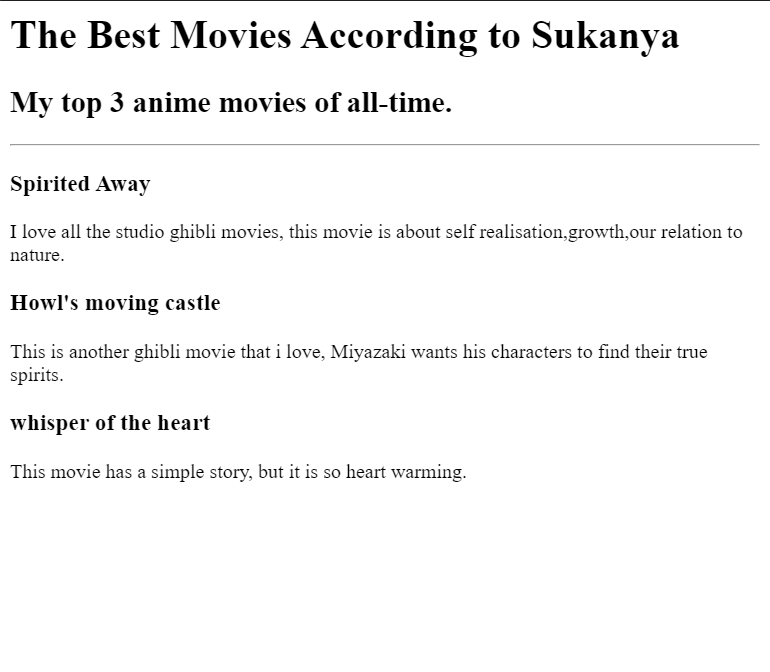 The Best Movies According to Sukanya
My top 3 anime movies of all-time.
Spirited Away
I love all the studio ghibli movies, this movie is about self realisation,growth,our relation to
nature.
Howl's moving castle
This is another ghibli movie that i love, Miyazaki wants his characters to find their true
spirits.
whisper of the heart
This movie has a simple story, but it is so heart warming.